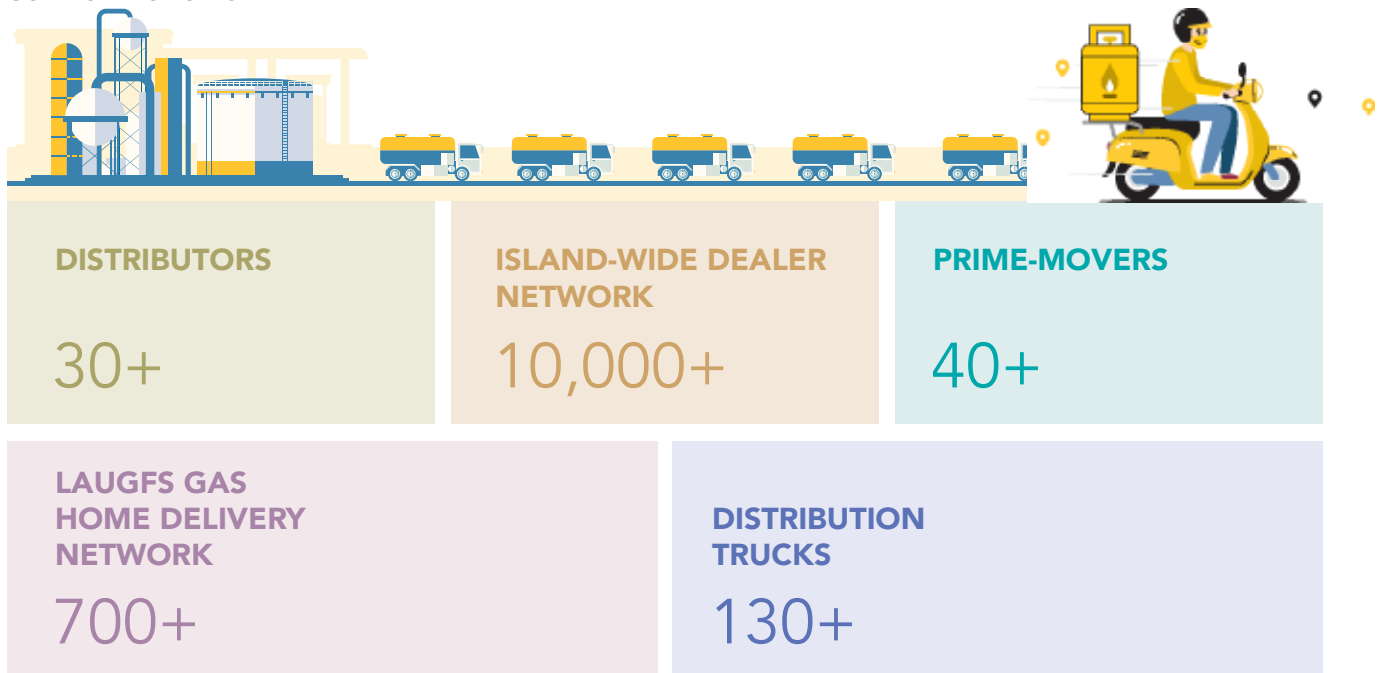 DISTRIBUTORS
30+
ISLAND-WIDE DEALER
NETWORK
10,000+
PRIME-MOVERS
40+
LAUGFS GAS
HOME DELIVERY
NETWORK
700+
DISTRIBUTION
TRUCKS
130+